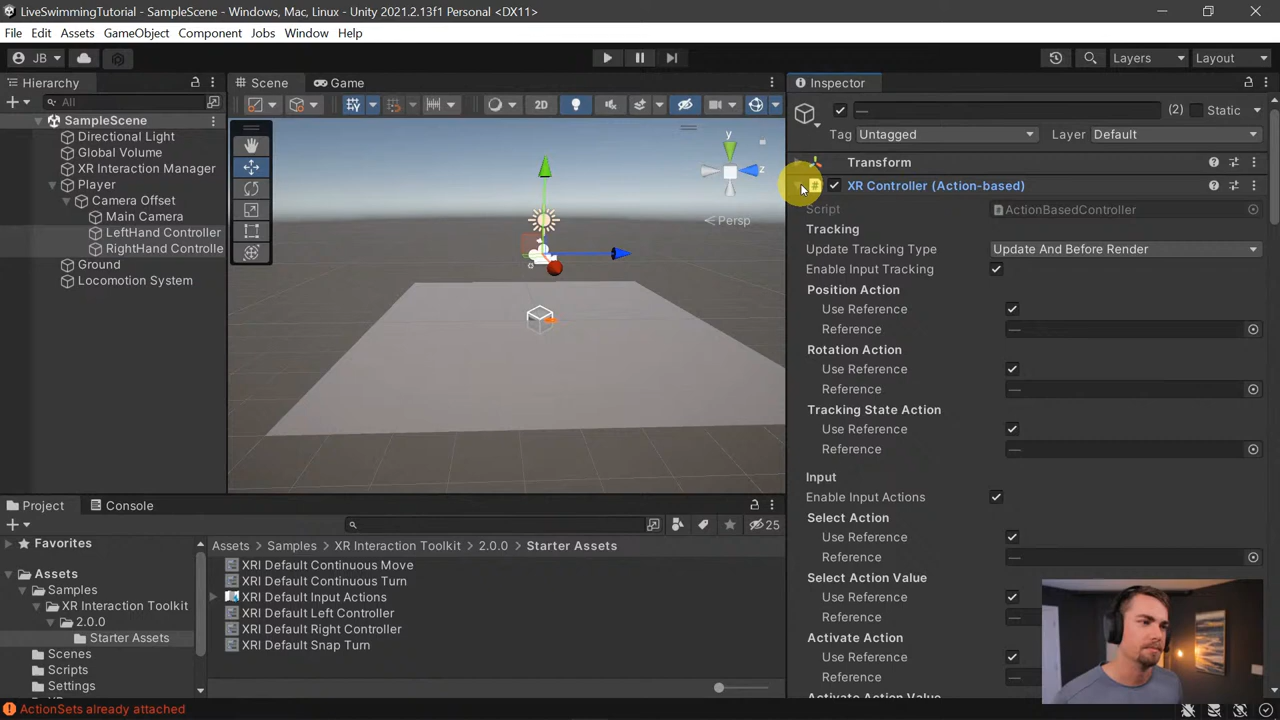 LiveSwimmingTutorial - SampleScene - Windows, Mac, Linux - Unity 2021.2.13f1 Personal <DX11>
File Edit Assets GameObject Component Jobs Window Help
JB Layers Layout
Hierarchy
All
SampleScene
Directional Light
Global Volume
XR Interaction Manager
Player
Camera Offset
Main Camera
LeftHand Controller
RightHand Controlle
Ground
Locomotion System
Scene Game
2D
y
z
Persp
Inspector
— (2) Static
Tag Untagged Layer Default
Transform
# XR Controller (Action-based)
Script ActionBasedController
Tracking
Update Tracking Type Update And Before Render
Enable Input Tracking
Position Action
Use Reference
Reference —
Rotation Action
Use Reference
Reference —
Tracking State Action
Use Reference
Reference —
Input
Enable Input Actions
Select Action
Use Reference
Reference —
Select Action Value
Use Reference
Reference —
Activate Action
Use Reference
Reference —
Activate Action Value
Project Console
25
Favorites
Assets
Samples
XR Interaction Toolkit
2.0.0
Starter Assets
Scenes
Scripts
Settings
Assets > Samples > XR Interaction Toolkit > 2.0.0 > Starter Assets
XRI Default Continuous Move
XRI Default Continuous Turn
XRI Default Input Actions
XRI Default Left Controller
XRI Default Right Controller
XRI Default Snap Turn
ActionSets already attached